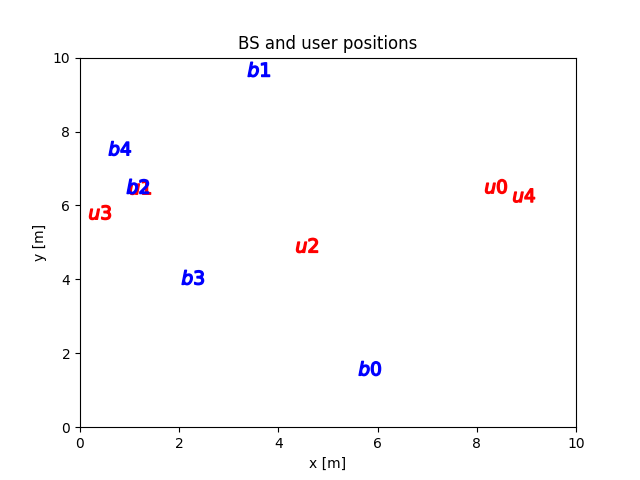 BS and user positions
10
b1
8
b4
b2
u1
u0
u4
6
u3
u2
4
b3
2
b0
0
0 2 4 6 8 10
x [m]
y [m]